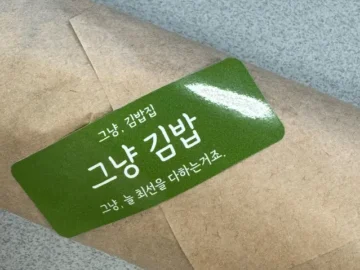 그냥, 김밥집
그냥 김밥
그냥, 늘 최선을 다하는거죠.